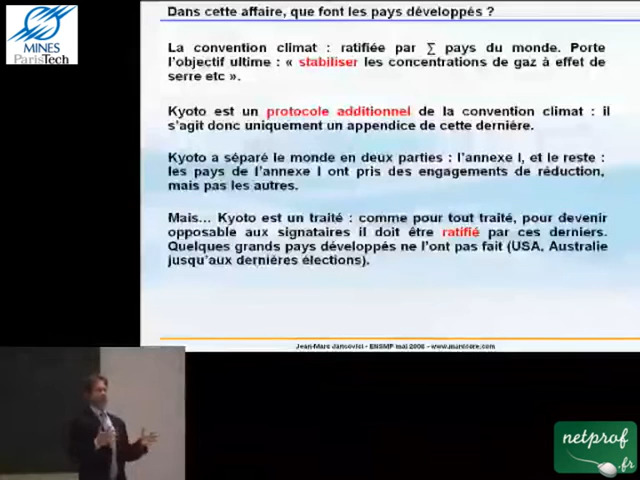 Dans cette affaire, que font les pays développés ?
MINES
ParisTech
La convention climat : ratifiée par ∑ pays du monde. Porte
l'objectif ultime : « stabiliser les concentrations de gaz à effet de
serre etc ».
Kyoto est un protocole additionnel de la convention climat : il
s'agit donc uniquement un appendice de cette dernière.
Kyoto a séparé le monde en deux parties : l'annexe I, et le reste :
les pays de l'annexe I ont pris des engagements de réduction,
mais pas les autres.
Mais... Kyoto est un traité : comme pour tout traité, pour devenir
opposable aux signataires il doit être ratifié par ces derniers.
Quelques grands pays développés ne l'ont pas fait (USA, Australie
jusqu'aux dernières élections).
Jean-Marc Jancovici - ENSMP mai 2008 - www.manicore.com
netprof
.fr